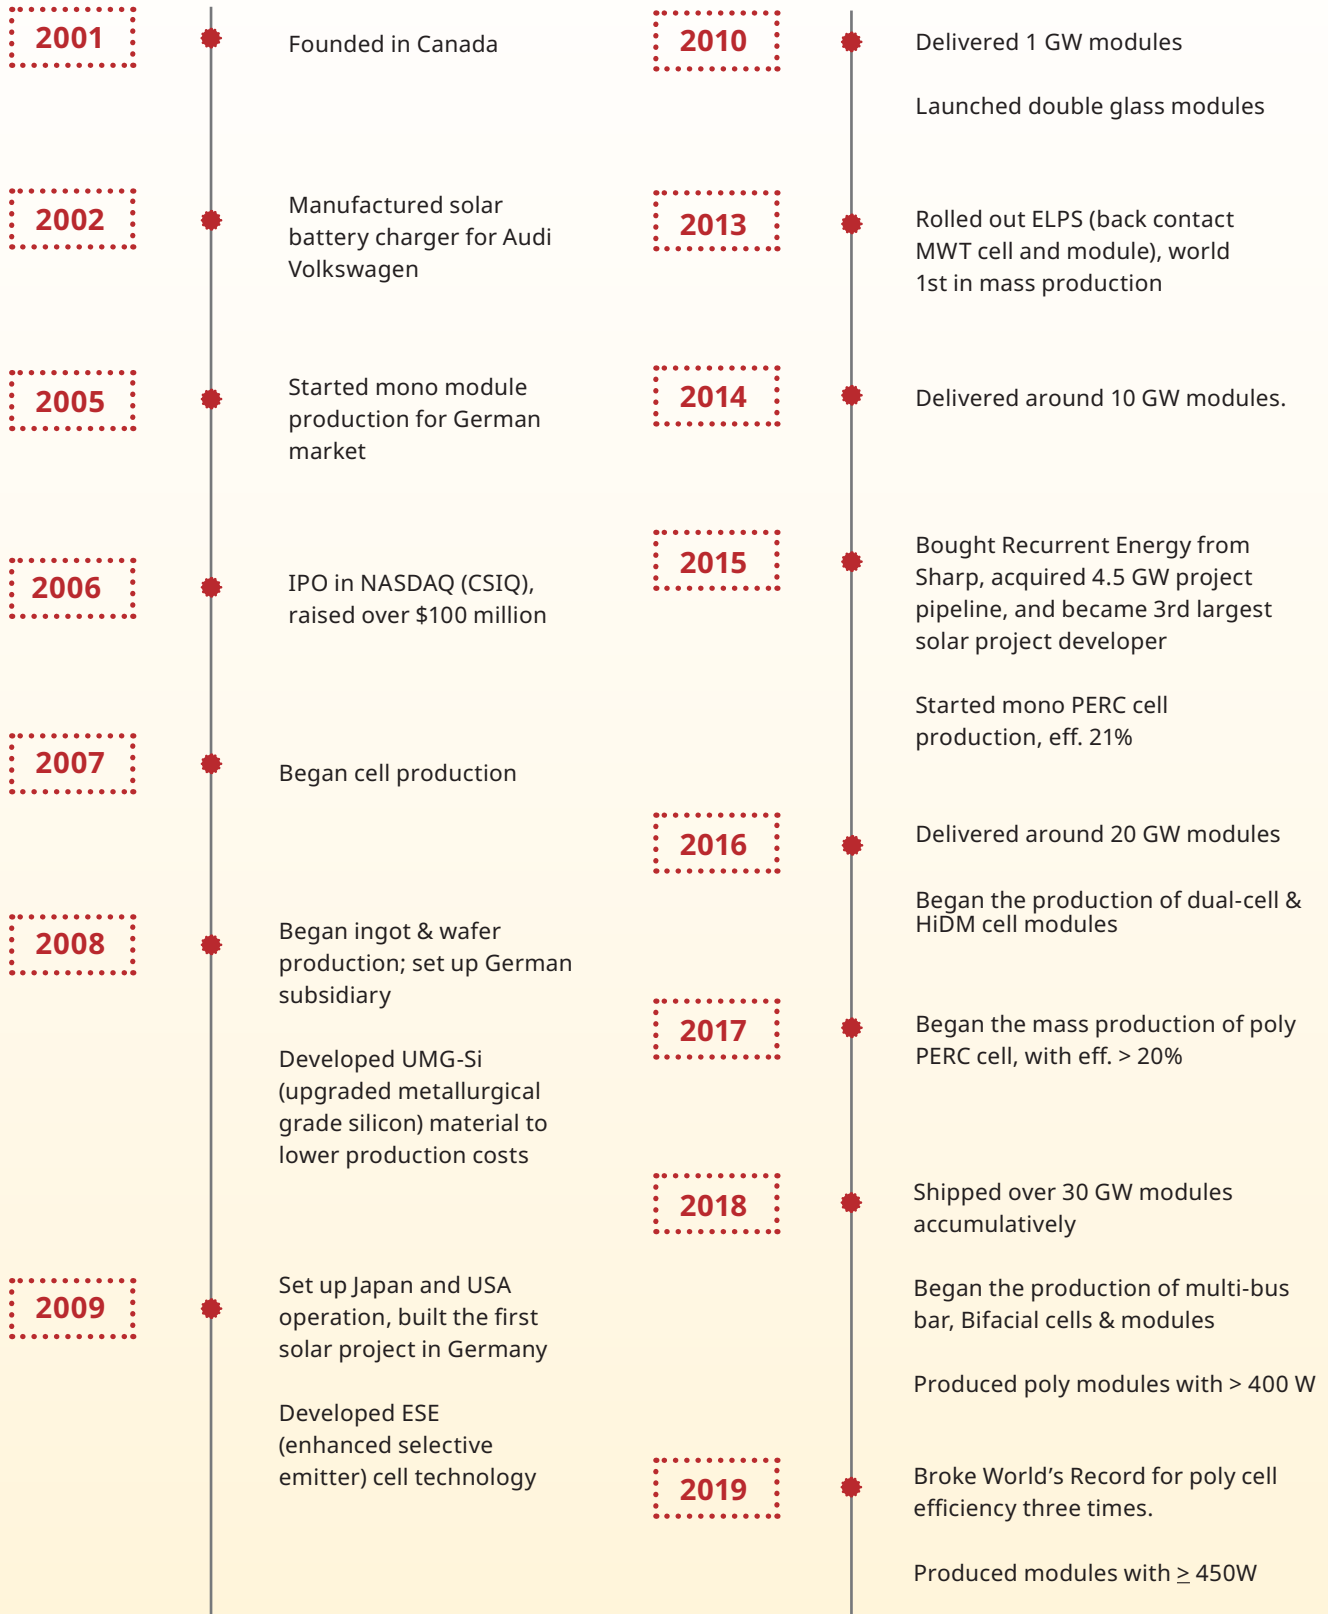 2001
Founded in Canada
2002
Manufactured solar
battery charger for Audi
Volkswagen
2005
Started mono module
production for German
market
2006
IPO in NASDAQ (CSIQ),
raised over $100 million
2007
Began cell production
2008
Began ingot & wafer
production; set up German
subsidiary
Developed UMG-Si
(upgraded metallurgical
grade silicon) material to
lower production costs
2009
Set up Japan and USA
operation, built the first
solar project in Germany
Developed ESE
(enhanced selective
emitter) cell technology
2010
Delivered 1 GW modules
Launched double glass modules
2013
Rolled out ELPS (back contact
MWT cell and module), world
1st in mass production
2014
Delivered around 10 GW modules.
2015
Bought Recurrent Energy from
Sharp, acquired 4.5 GW project
pipeline, and became 3rd largest
solar project developer
Started mono PERC cell
production, eff. 21%
2016
Delivered around 20 GW modules
Began the production of dual-cell &
HiDM cell modules
2017
Began the mass production of poly
PERC cell, with eff. > 20%
2018
Shipped over 30 GW modules
accumulatively
Began the production of multi-bus
bar, Bifacial cells & modules
Produced poly modules with > 400 W
2019
Broke World’s Record for poly cell
efficiency three times.
Produced modules with ≥ 450W